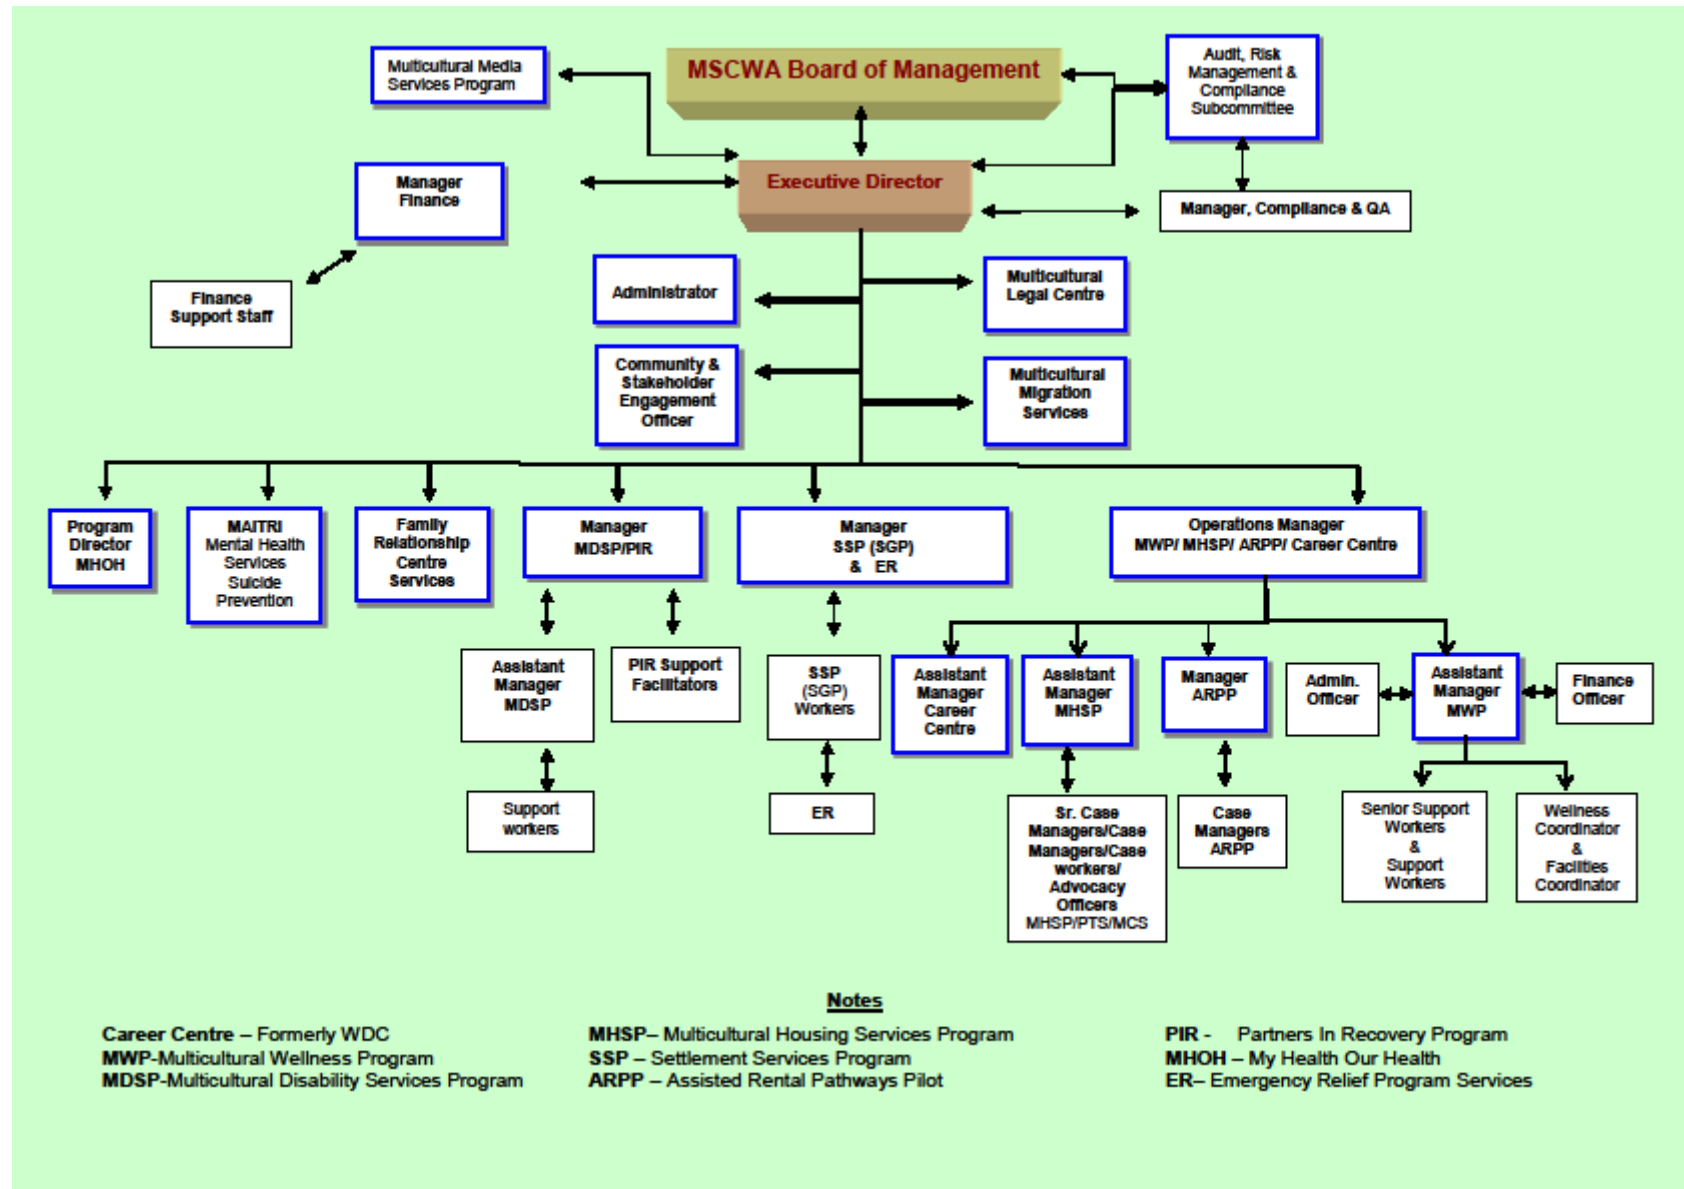 Multicultural Media
Services Program
MSCWA Board of Management
Audit, Risk
Management &
Compliance
Subcommittee
Manager
Finance
Executive Director
Manager, Compliance & QA
Finance
Support Staff
Administrator
Multicultural
Legal Centre
Community &
Stakeholder
Engagement
Officer
Multicultural
Migration
Services
Program
Director
MHOH
MAITRI
Mental Health
Services
Suicide
Prevention
Family
Relationship
Centre
Services
Manager
MDSP/PIR
Manager
SSP (SGP)
& ER
Operations Manager
MWP/ MHSP/ ARPP/ Career Centre
Assistant
Manager
MDSP
PIR Support
Facilitators
SSP
(SGP)
Workers
Assistant
Manager
Career
Centre
Assistant
Manager
MHSP
Manager
ARPP
Admin.
Officer
Assistant
Manager
MWP
Finance
Officer
Support
workers
ER
Sr. Case
Managers/Case
Managers/Case
workers/
Advocacy
Officers
MHSP/PTS/MCS
Case
Managers
ARPP
Senior Support
Workers
&
Support
Workers
Wellness
Coordinator
&
Facilities
Coordinator
Notes
Career Centre – Formerly WDC
MWP-Multicultural Wellness Program
MDSP-Multicultural Disability Services Program
MHSP– Multicultural Housing Services Program
SSP – Settlement Services Program
ARPP – Assisted Rental Pathways Pilot
PIR - Partners In Recovery Program
MHOH – My Health Our Health
ER– Emergency Relief Program Services